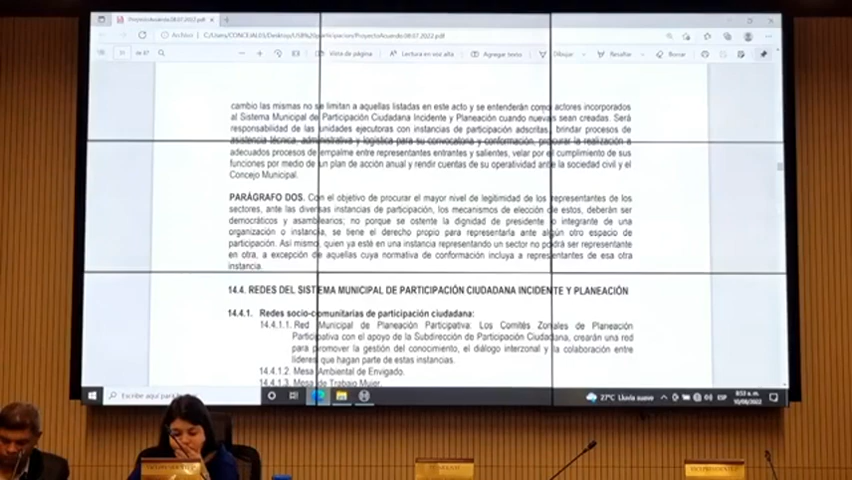 ProyectoAcuerdo 08.07.2022.pdf
Archivo | C:/Users/CONCEJALES/Desktop/USB%20participacion/ProyectoAcuerdo 08.07.2022.pdf
de 87
Vista de página | Lectura en voz alta | Agregar texto | Dibujar | Resaltar | Borrar
cambio las mismas no se limitan a aquellas listadas en este acto y se entenderán como actores incorporados
al Sistema Municipal de Participación Ciudadana Incidente y Planeación cuando nuevas sean creadas. Será
responsabilidad de las unidades ejecutoras con instancias de participación adscritas, brindar procesos de
asistencia técnica, administrativa y logística para su convocatoria y conformación, procurar la realización a
adecuados procesos de empalme entre representantes entrantes y salientes, velar por el cumplimiento de sus
funciones por medio de un plan de acción anual y rendir cuentas de su operatividad ante la sociedad civil y el
Concejo Municipal.
PARÁGRAFO DOS. Con el objetivo de procurar el mayor nivel de legitimidad de los representantes de los
sectores, ante las diversas instancias de participación, los mecanismos de elección de estos, deberán ser
democráticos y asamblearios; no porque se ostente la dignidad de presidente o integrante de una
organización o instancia, se tiene el derecho propio para representarla ante algún otro espacio de
participación. Así mismo, quien ya esté en una instancia representando un sector no podrá ser representante
en otra, a excepción de aquellas cuya normativa de conformación incluya a representantes de esa otra
instancia.
14.4. REDES DEL SISTEMA MUNICIPAL DE PARTICIPACIÓN CIUDADANA INCIDENTE Y PLANEACIÓN
14.4.1. Redes socio-comunitarias de participación ciudadana:
14.4.1.1. Red Municipal de Planeación Participativa: Los Comités Zonales de Planeación
Participativa con el apoyo de la Subdirección de Participación Ciudadana, crearán una red
para promover la gestión del conocimiento, el diálogo interzonal y la colaboración entre
líderes que hagan parte de estas instancias.
14.4.1.2. Mesa Ambiental de Envigado.
14.4.1.3. Mesa de Trabajo Mujer.
Escribe aquí para
27°C Lluvia suave
ESP
8:53 a. m.
10/08/2022